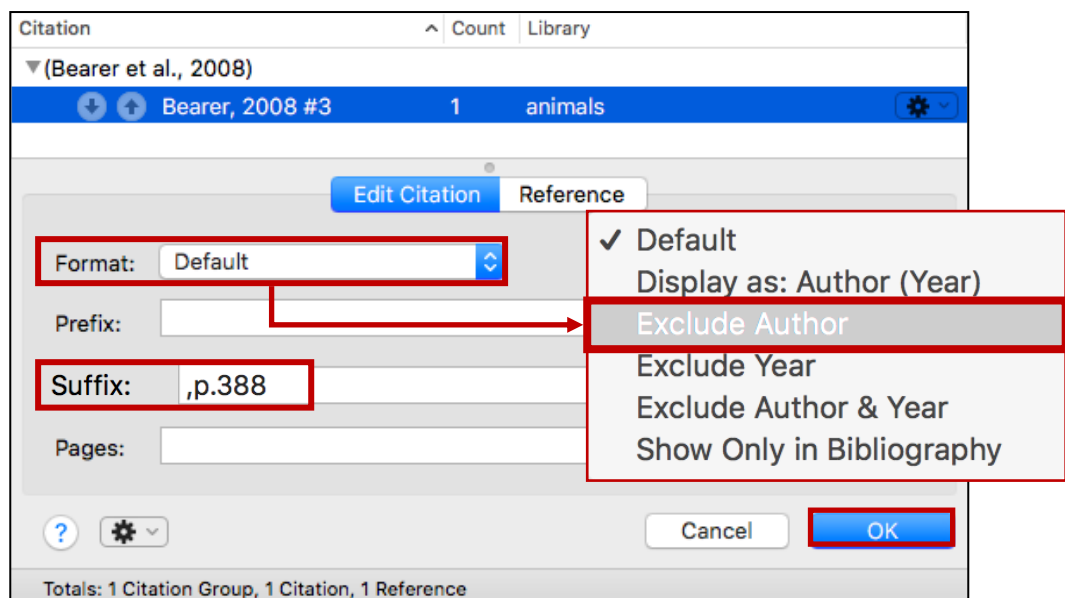 Citation Count Library
(Bearer et al., 2008)
Bearer, 2008 #3 1 animals
Edit Citation Reference
Format: Default
Prefix:
Suffix: ,p.388
Pages:
✓ Default
Display as: Author (Year)
Exclude Author
Exclude Year
Exclude Author & Year
Show Only in Bibliography
? Cancel OK
Totals: 1 Citation Group, 1 Citation, 1 Reference